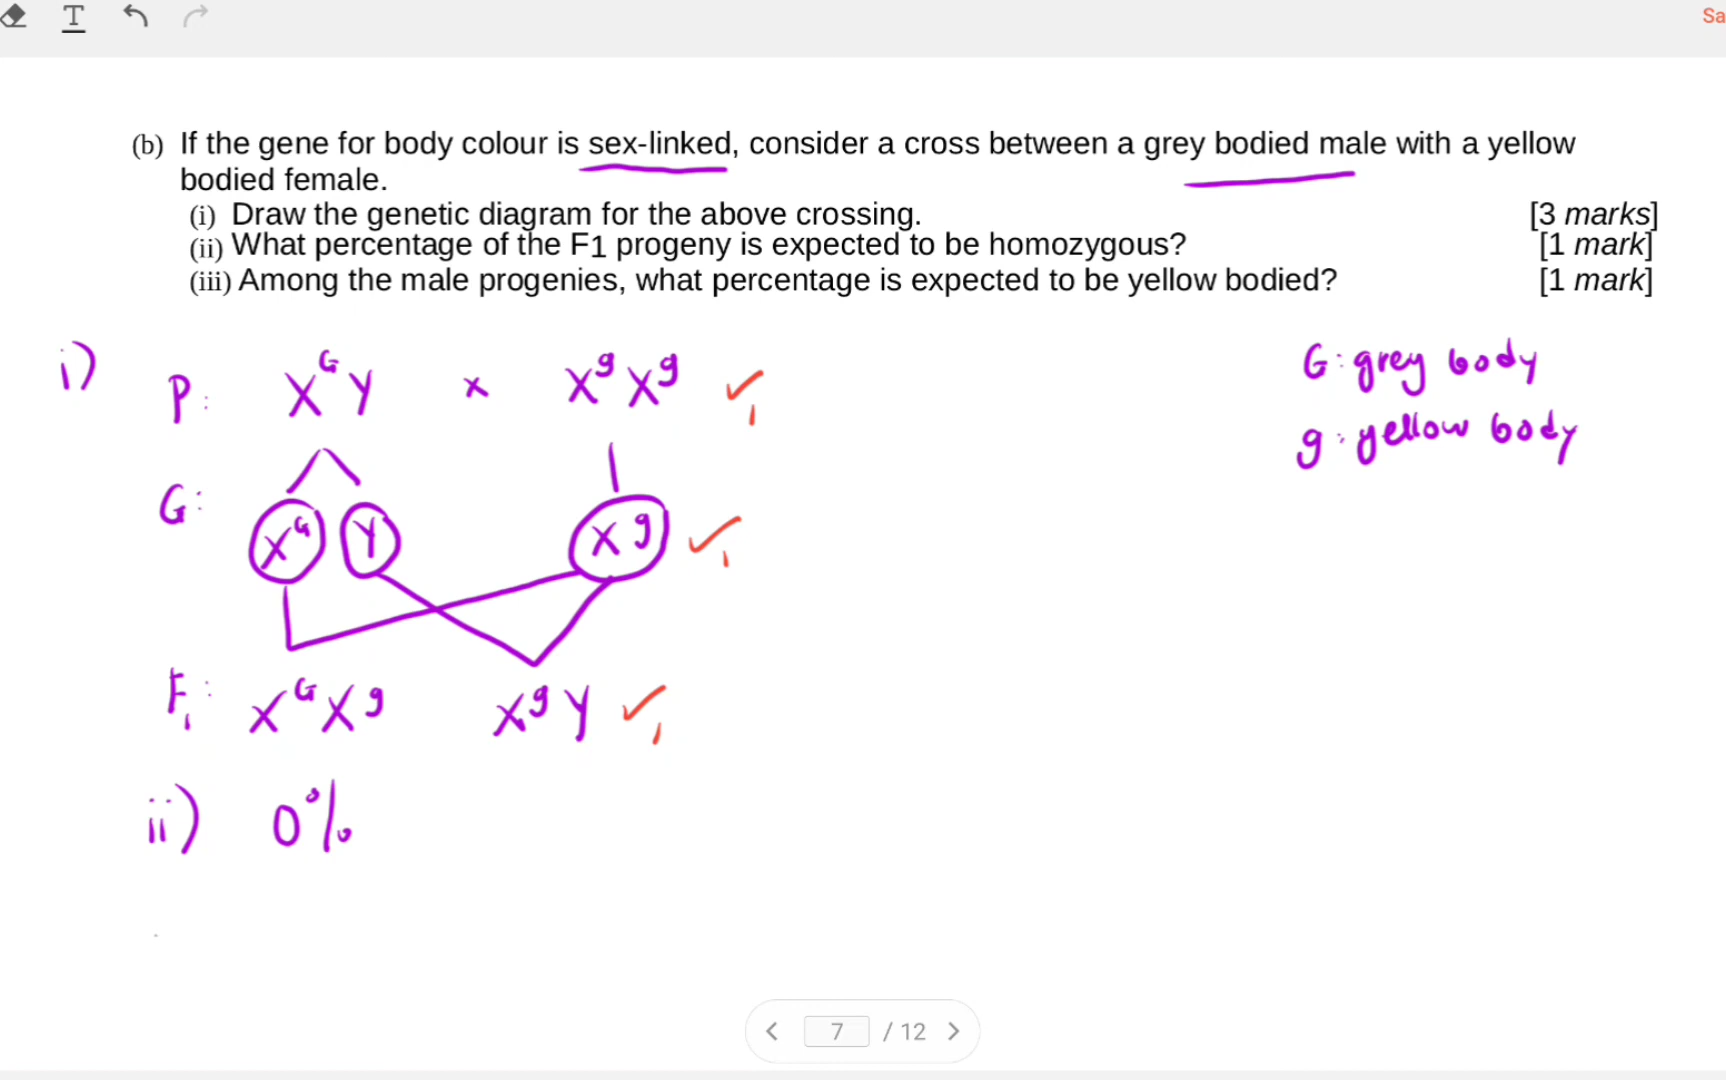 T
Sa
(b) If the gene for body colour is sex-linked, consider a cross between a grey bodied male with a yellow
bodied female.
(i) Draw the genetic diagram for the above crossing. [3 marks]
(ii) What percentage of the F1 progeny is expected to be homozygous? [1 mark]
(iii) Among the male progenies, what percentage is expected to be yellow bodied? [1 mark]
i) P: X^G Y x X^g X^g ✓1
G: grey body
g: yellow body
G: X^G Y X^g ✓1
F1: X^G X^g X^g Y ✓1
ii) 0%
< 7 / 12 >